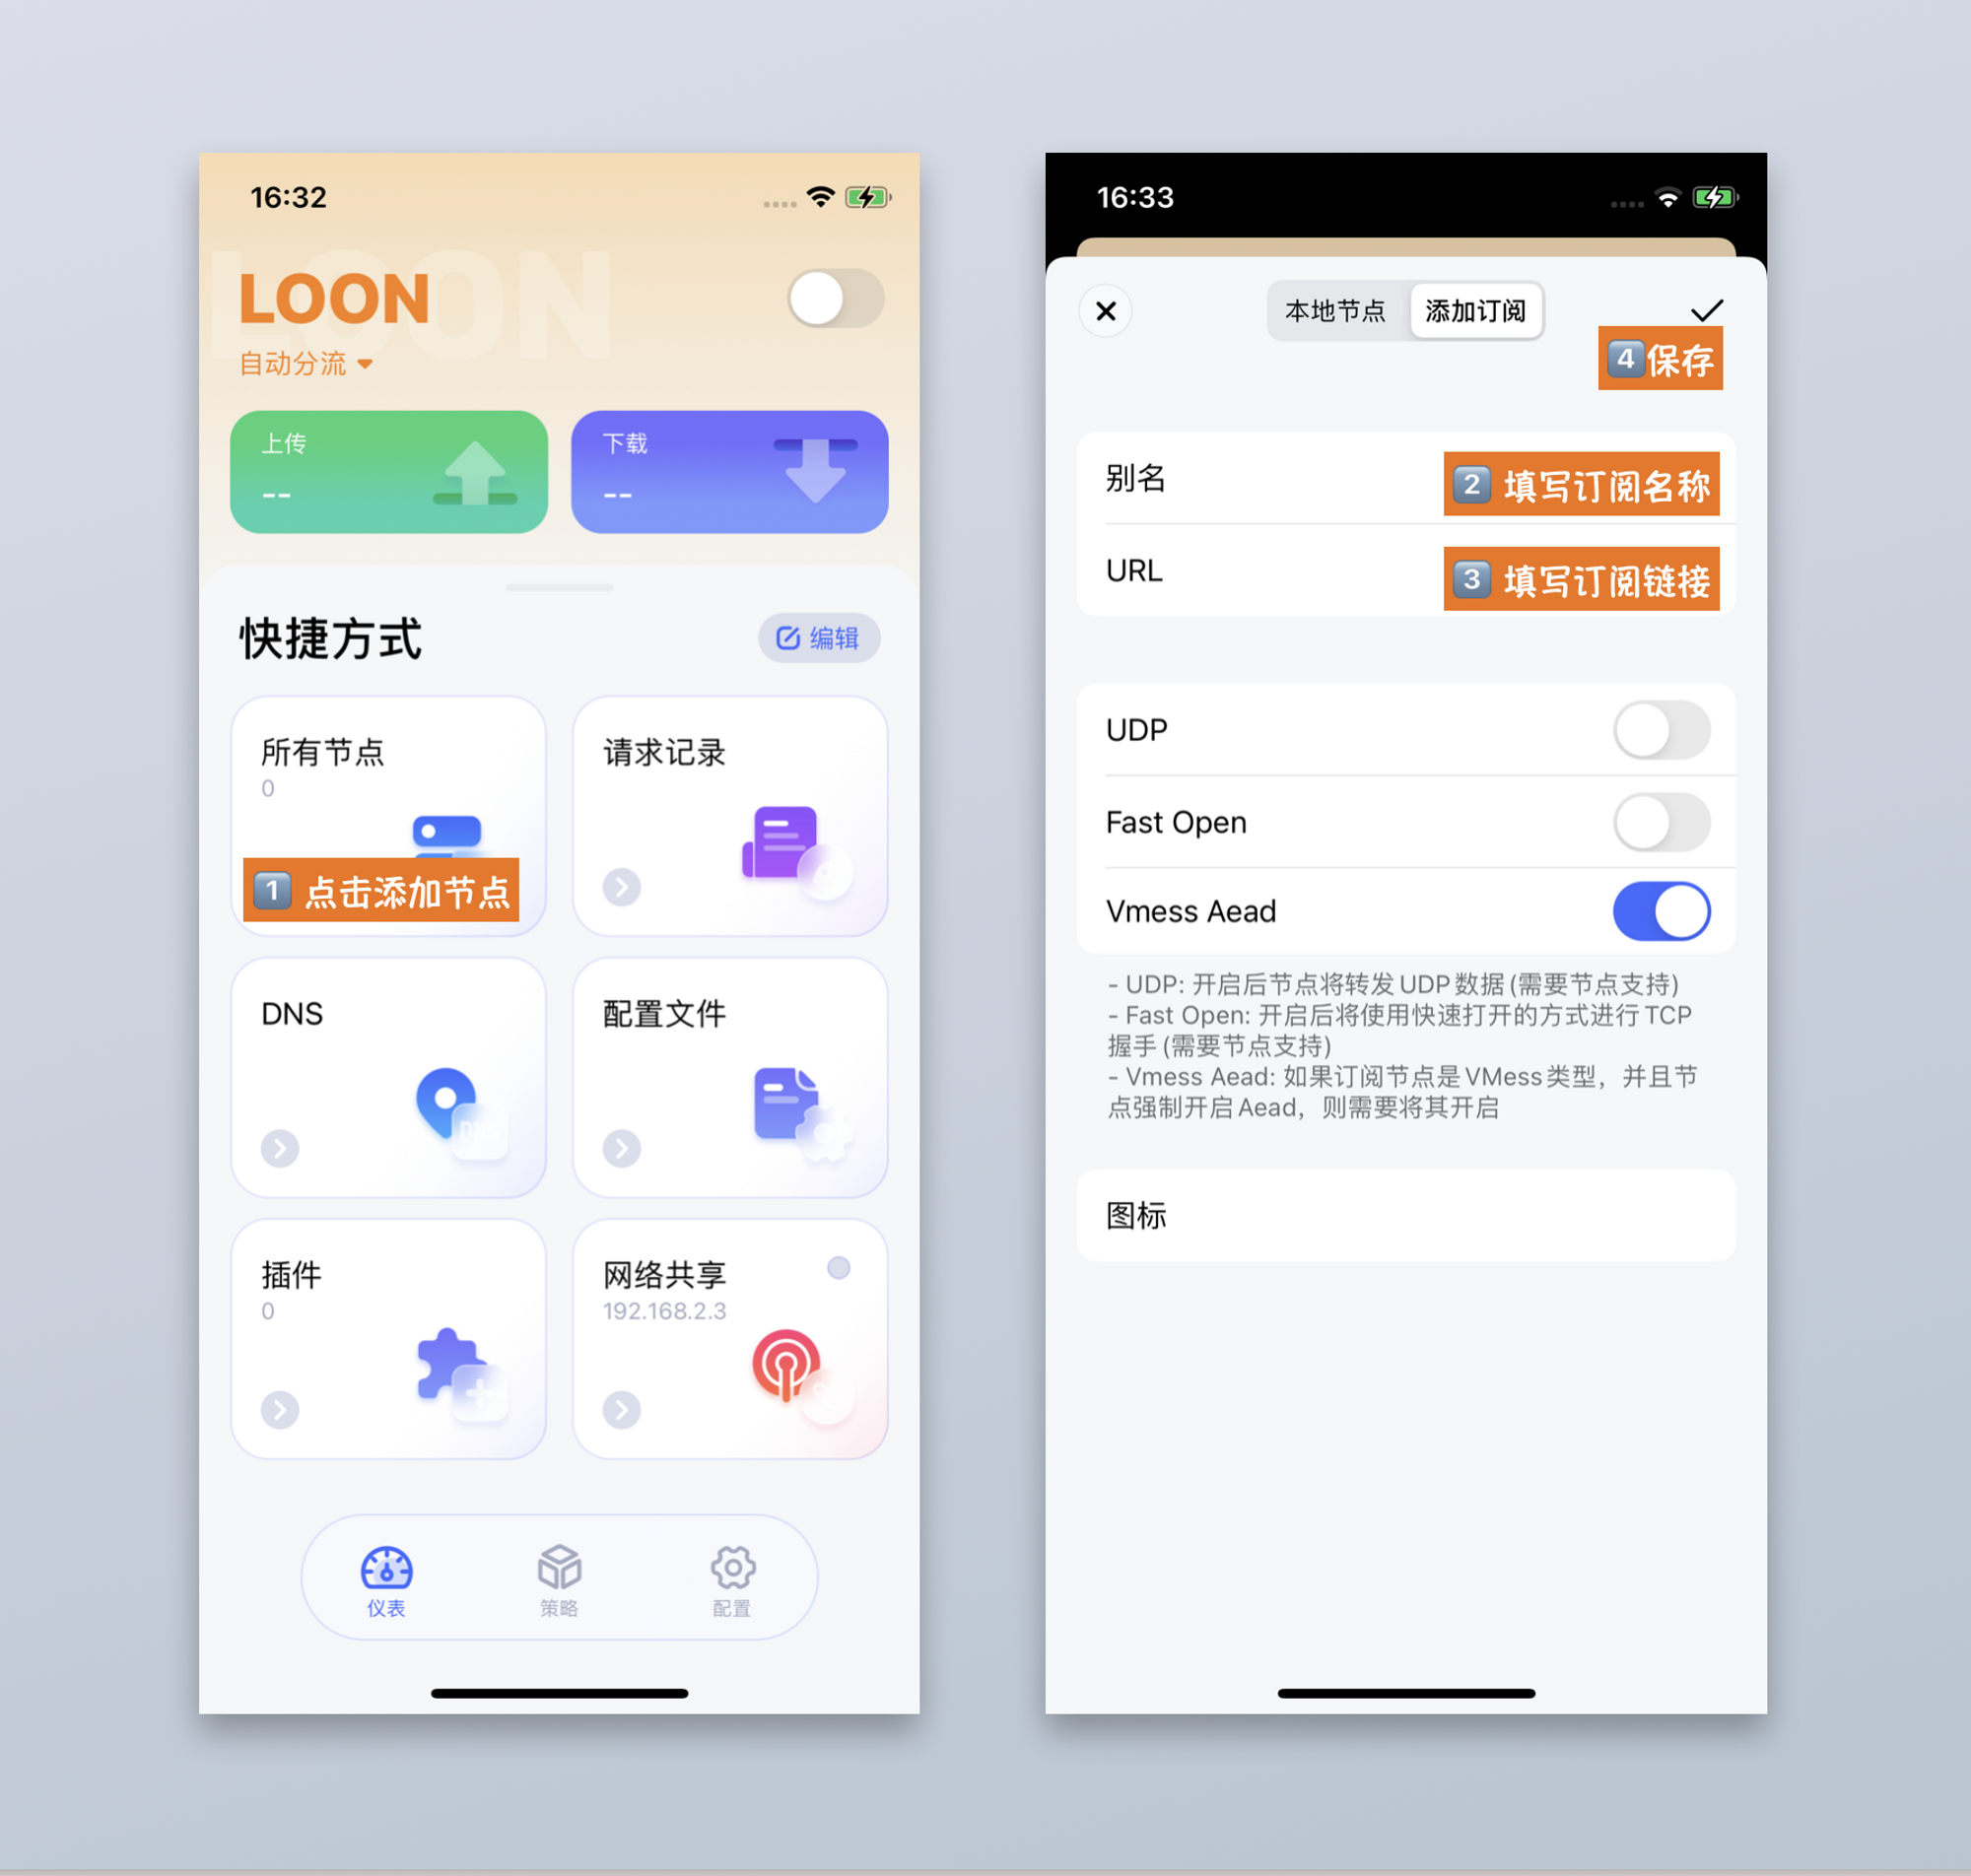 16:32
LOON
LOON
自动分流
上传
--
下载
--
快捷方式
编辑
所有节点
0
1 点击添加节点
请求记录
DNS
DNS
配置文件
插件
0
网络共享
192.168.2.3
仪表
策略
配置
16:33
本地节点
添加订阅
4保存
别名
2 填写订阅名称
URL
3 填写订阅链接
UDP
Fast Open
Vmess Aead
- UDP: 开启后节点将转发 UDP 数据 (需要节点支持)
- Fast Open: 开启后将使用快速打开的方式进行 TCP
握手 (需要节点支持)
- Vmess Aead: 如果订阅节点是 VMess 类型，并且节
点强制开启 Aead，则需要将其开启
图标